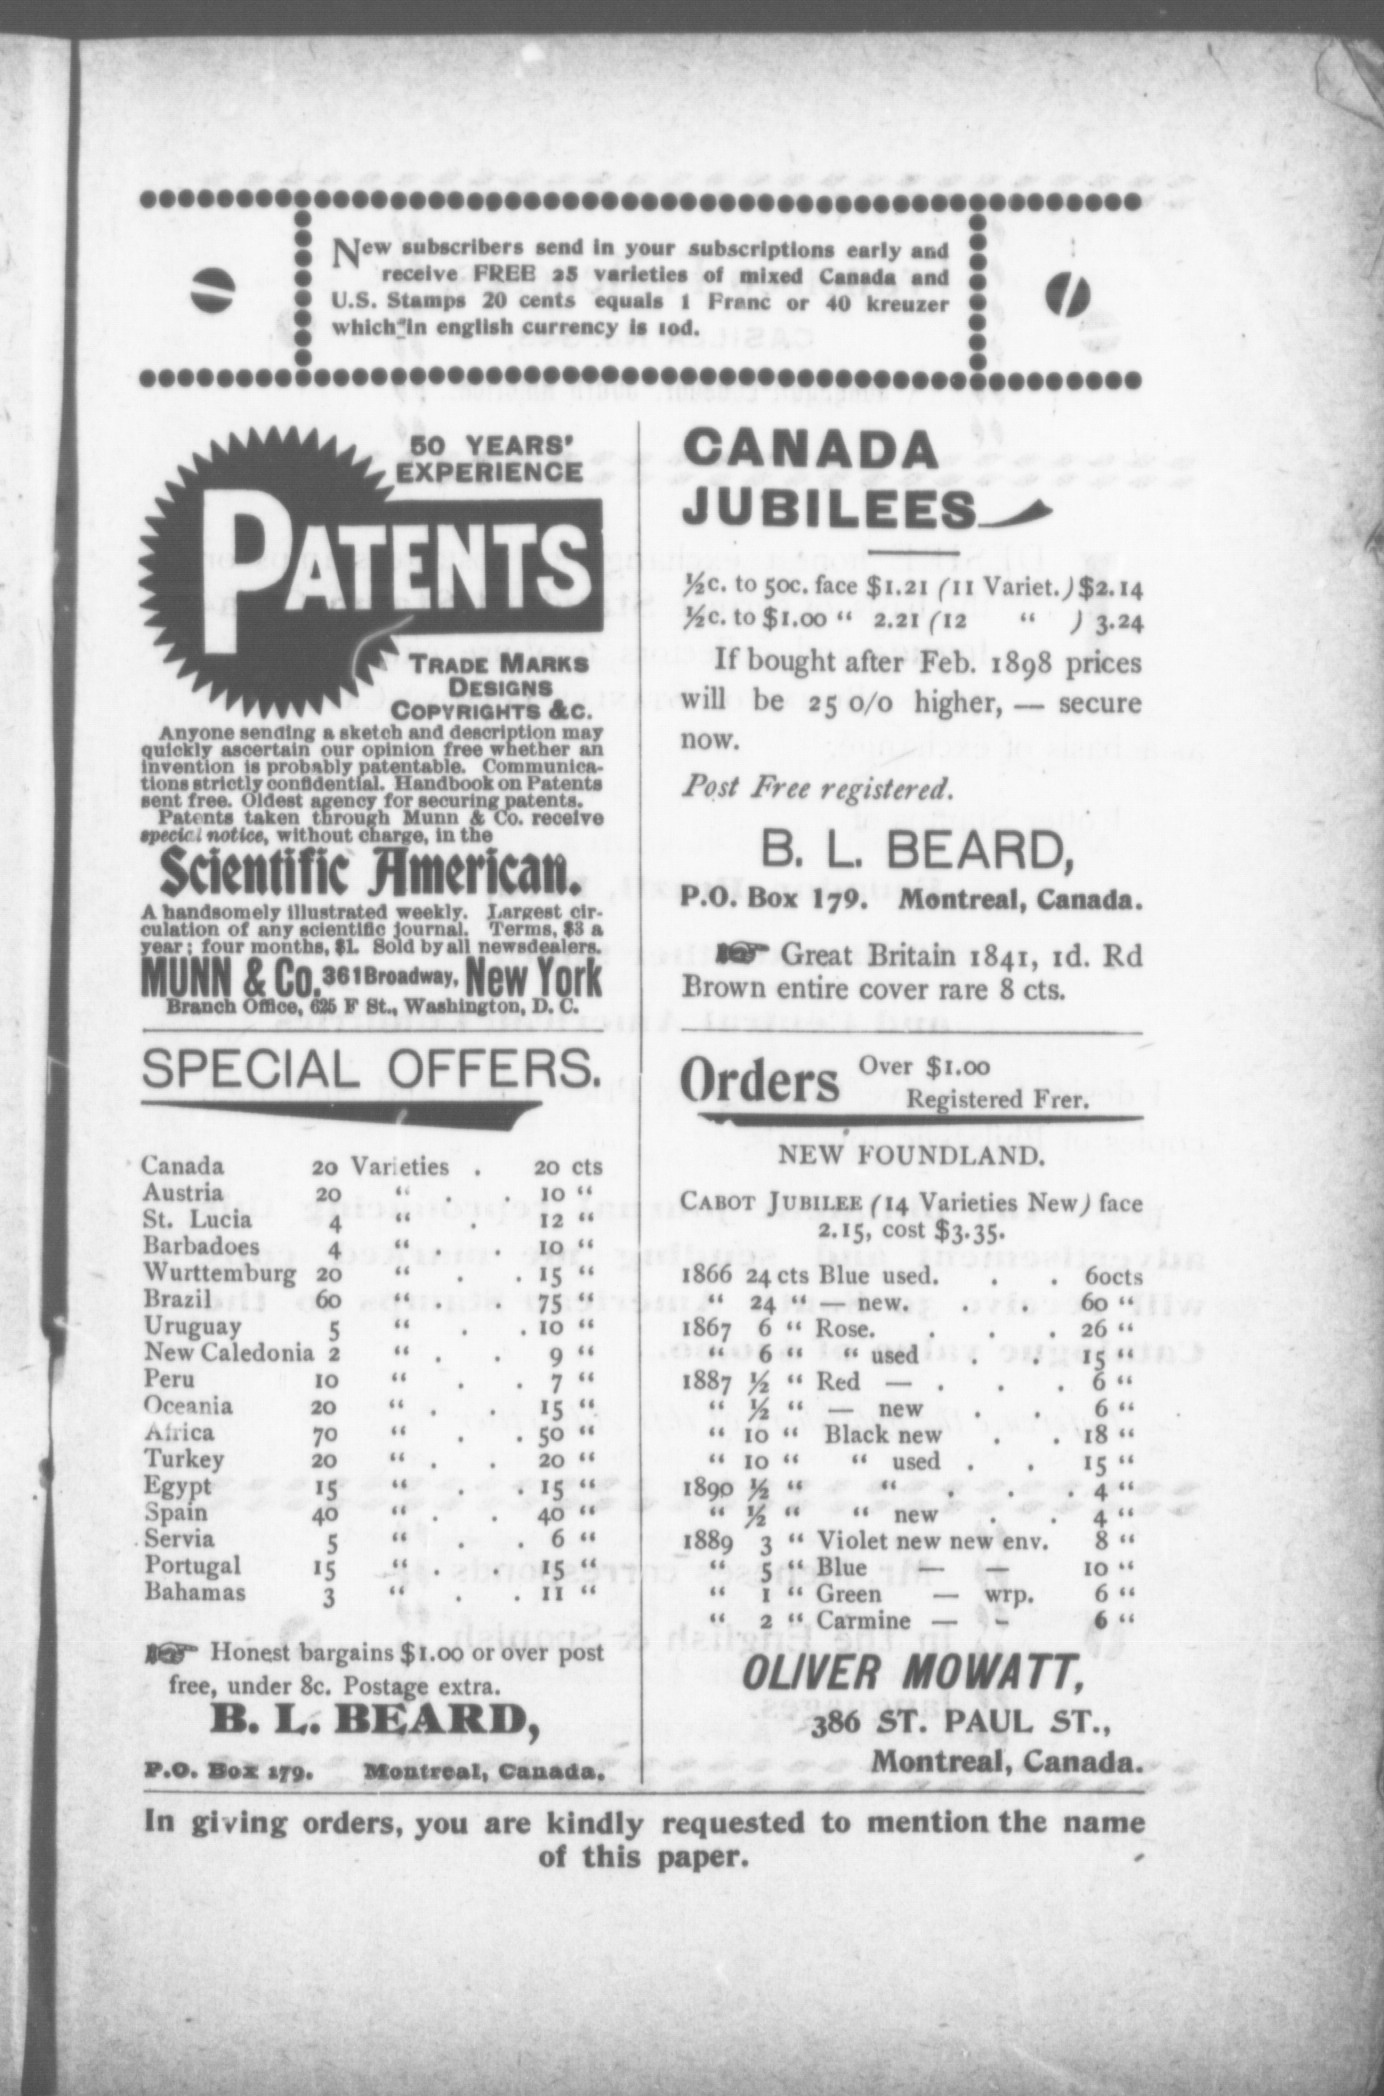 New subscribers send in your subscriptions early and
receive FREE 25 varieties of mixed Canada and
U.S. Stamps 20 cents equals 1 Franc or 40 kreuzer
which in english currency is 10d.
50 YEARS'
EXPERIENCE
PATENTS
TRADE MARKS
DESIGNS
COPYRIGHTS &C.
Anyone sending a sketch and description may
quickly ascertain our opinion free whether an
invention is probably patentable. Communica-
tions strictly confidential. Handbook on Patents
sent free. Oldest agency for securing patents.
Patents taken through Munn & Co. receive
special notice, without charge, in the
Scientific American.
A handsomely illustrated weekly. Largest cir-
culation of any scientific journal. Terms, $3 a
year; four months, $1. Sold by all newsdealers.
MUNN & Co. 361 Broadway, New York
Branch Office, 625 F St., Washington, D. C.
SPECIAL OFFERS.
Canada 20 Varieties . 20 cts
Austria 20 “ . . 10 “
St. Lucia 4 “ . 12 “
Barbadoes 4 “ . . 10 “
Wurttemburg 20 “ . . 15 “
Brazil 60 “ . . 75 “
Uruguay 5 “ . . 10 “
New Caledonia 2 “ . . 9 “
Peru 10 “ . . 7 “
Oceania 20 “ . . 15 “
Africa 70 “ . . 50 “
Turkey 20 “ . . 20 “
Egypt 15 “ . . 15 “
Spain 40 “ . . 40 “
Servia 5 “ . . 6 “
Portugal 15 “ . . 15 “
Bahamas 3 “ . . 11 “
☞ Honest bargains $1.00 or over post
free, under 8c. Postage extra.
B. L. BEARD,
P.O. Box 179. Montreal, Canada.
CANADA
JUBILEES
½c. to 50c. face $1.21 (11 Variet.) $2.14
½c. to $1.00 “ 2.21 (12 “ ) 3.24
If bought after Feb. 1898 prices
will be 25 o/o higher, — secure
now.
Post Free registered.
B. L. BEARD,
P.O. Box 179. Montreal, Canada.
☞ Great Britain 1841, 1d. Rd
Brown entire cover rare 8 cts.
Orders Over $1.00
Registered Frer.
NEW FOUNDLAND.
CABOT JUBILEE (14 Varieties New) face
2.15, cost $3.35.
1866 24 cts Blue used. . . 60cts
“ 24 “ — new. . . . 60 “
1867 6 “ Rose. . . . 26 “
“ 6 “ “ used . . 15 “
1887 ½ “ Red — . . . 6 “
“ ½ “ — new . . 6 “
“ 10 “ Black new . . 18 “
“ 10 “ “ used . . 15 “
1890 ½ “ “ . . . 4 “
“ ½ “ “ new . . 4 “
1889 3 “ Violet new new env. 8 “
“ 5 “ Blue — — 10 “
“ 1 “ Green — wrp. 6 “
“ 2 “ Carmine — - 6 “
OLIVER MOWATT,
386 ST. PAUL ST.,
Montreal, Canada.
In giving orders, you are kindly requested to mention the name
of this paper.